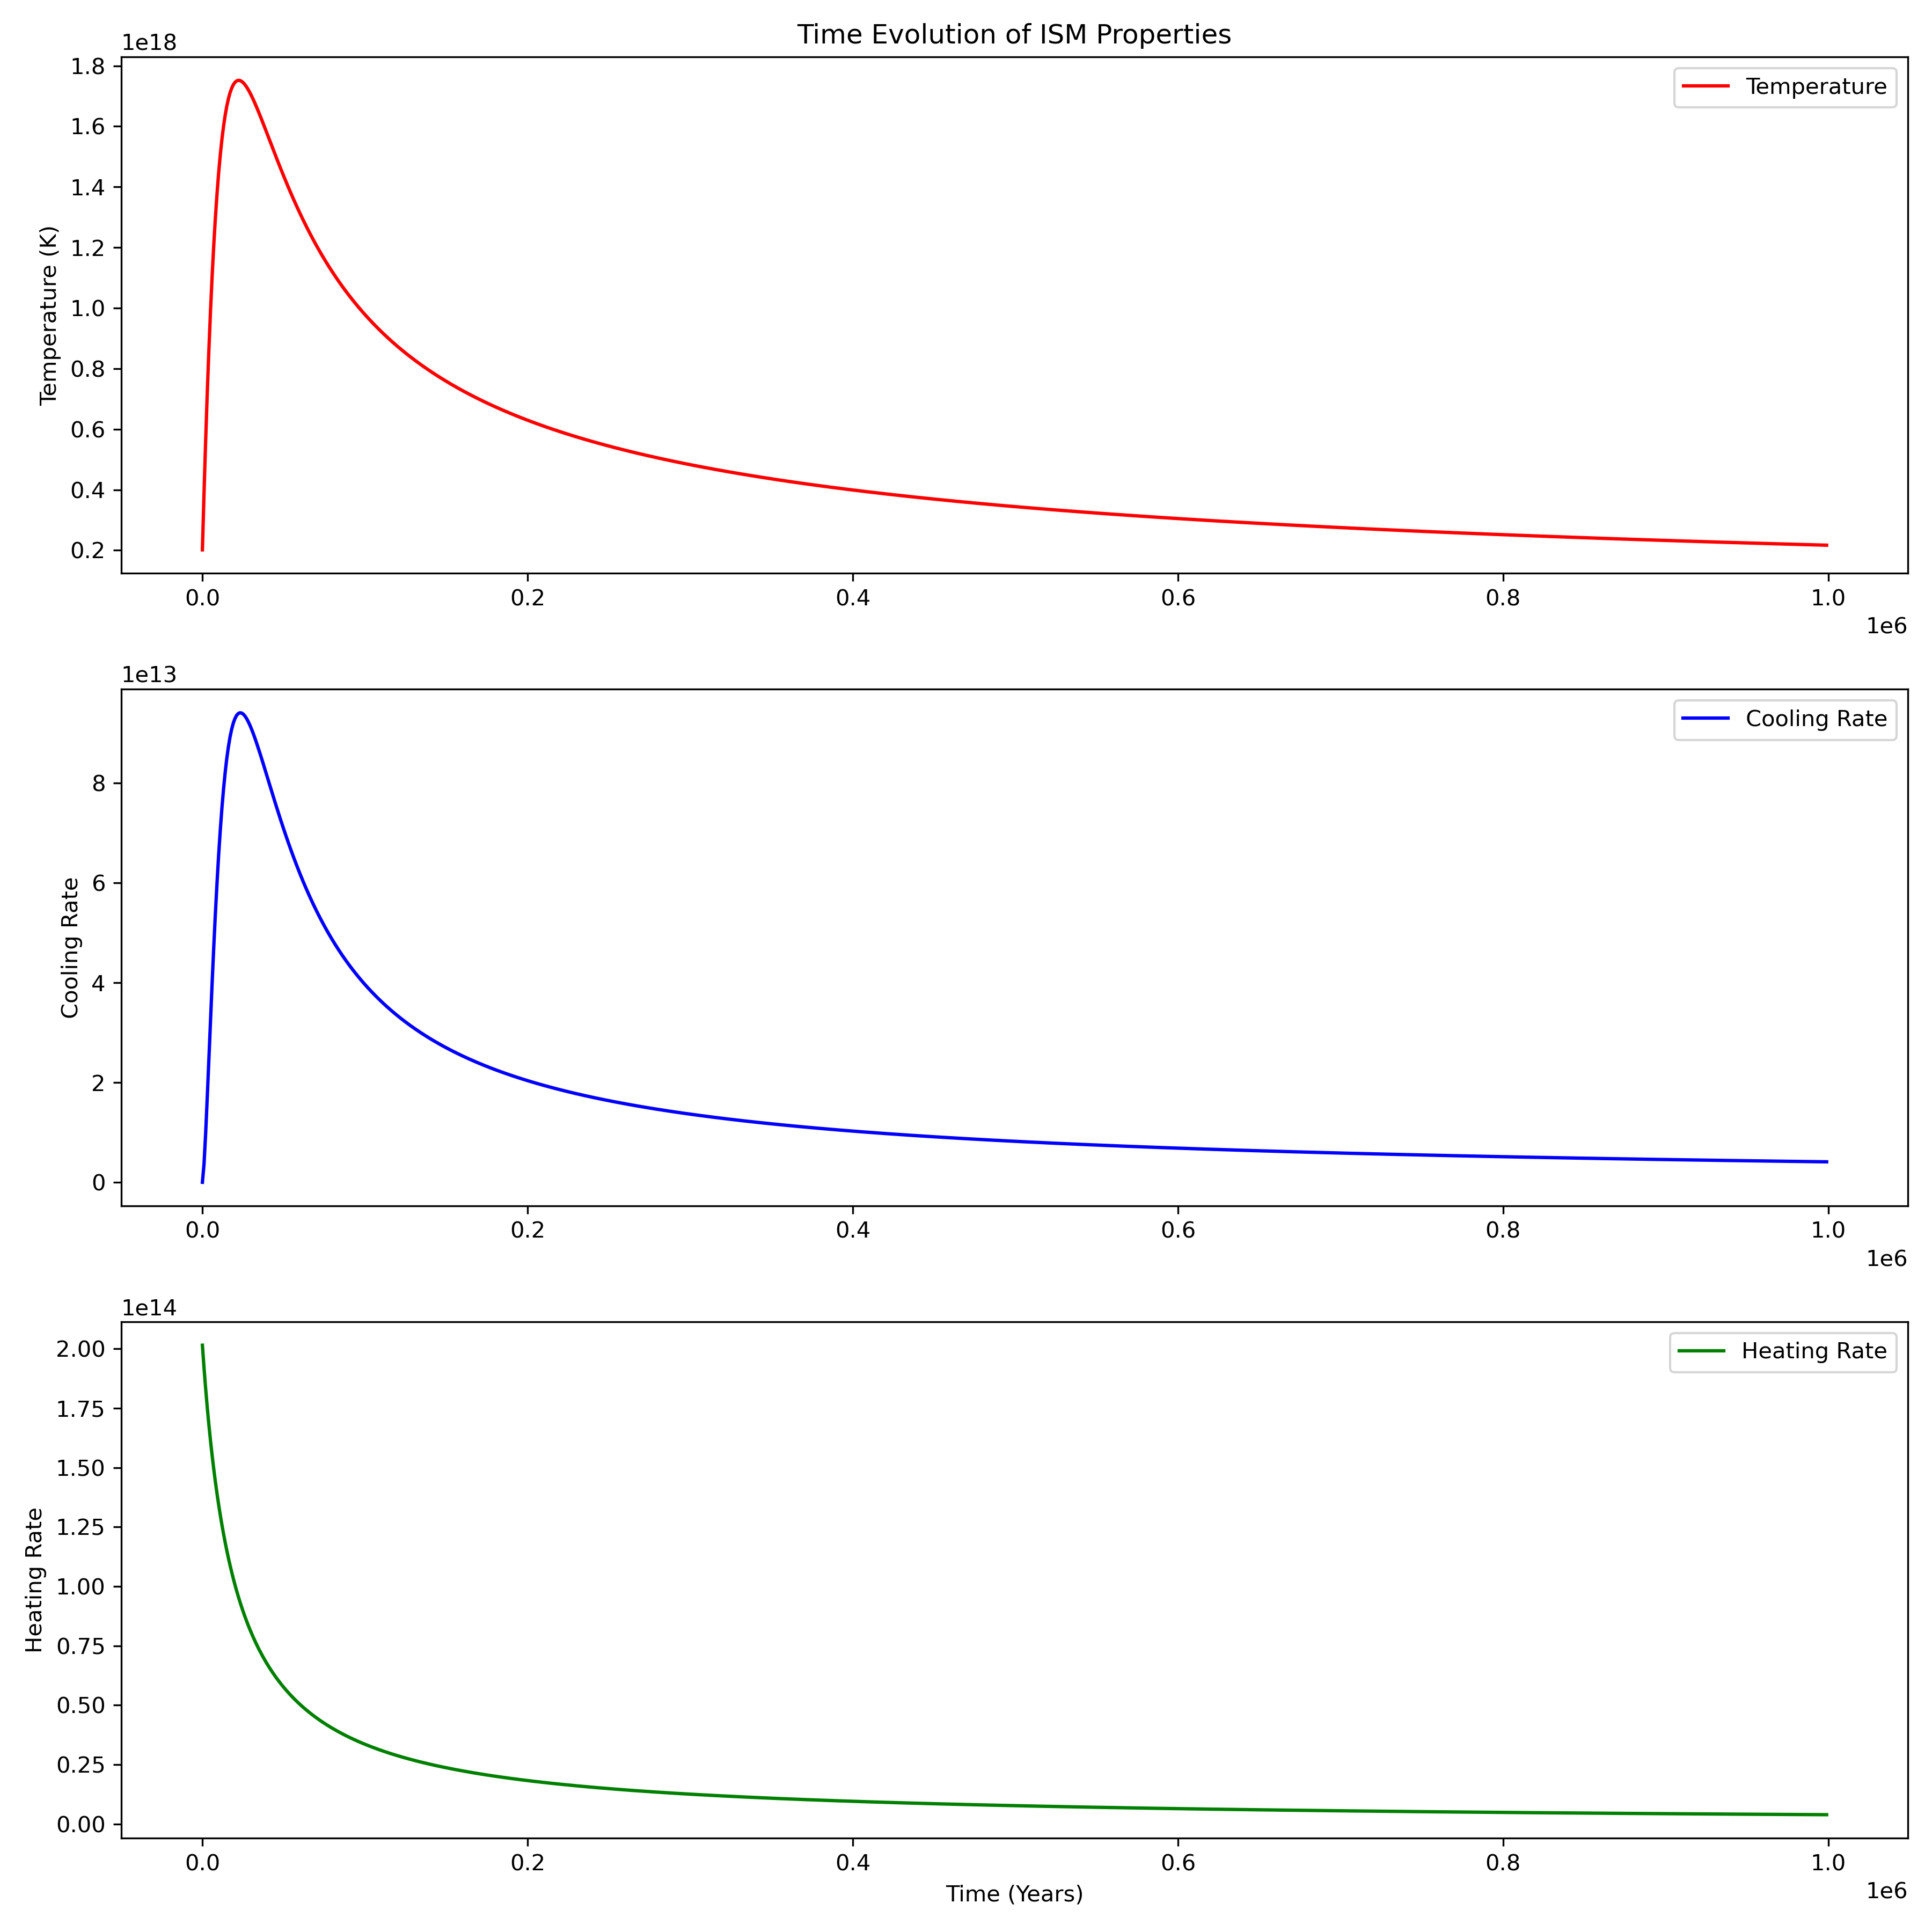 Time Evolution of ISM Properties
1e18
Temperature (K)
1.8
1.6
1.4
1.2
1.0
0.8
0.6
0.4
0.2
Temperature
0.0 0.2 0.4 0.6 0.8 1.0
1e6
1e13
Cooling Rate
8
6
4
2
0
Cooling Rate
0.0 0.2 0.4 0.6 0.8 1.0
1e6
1e14
Heating Rate
2.00
1.75
1.50
1.25
1.00
0.75
0.50
0.25
0.00
Heating Rate
0.0 0.2 0.4 0.6 0.8 1.0
Time (Years)
1e6